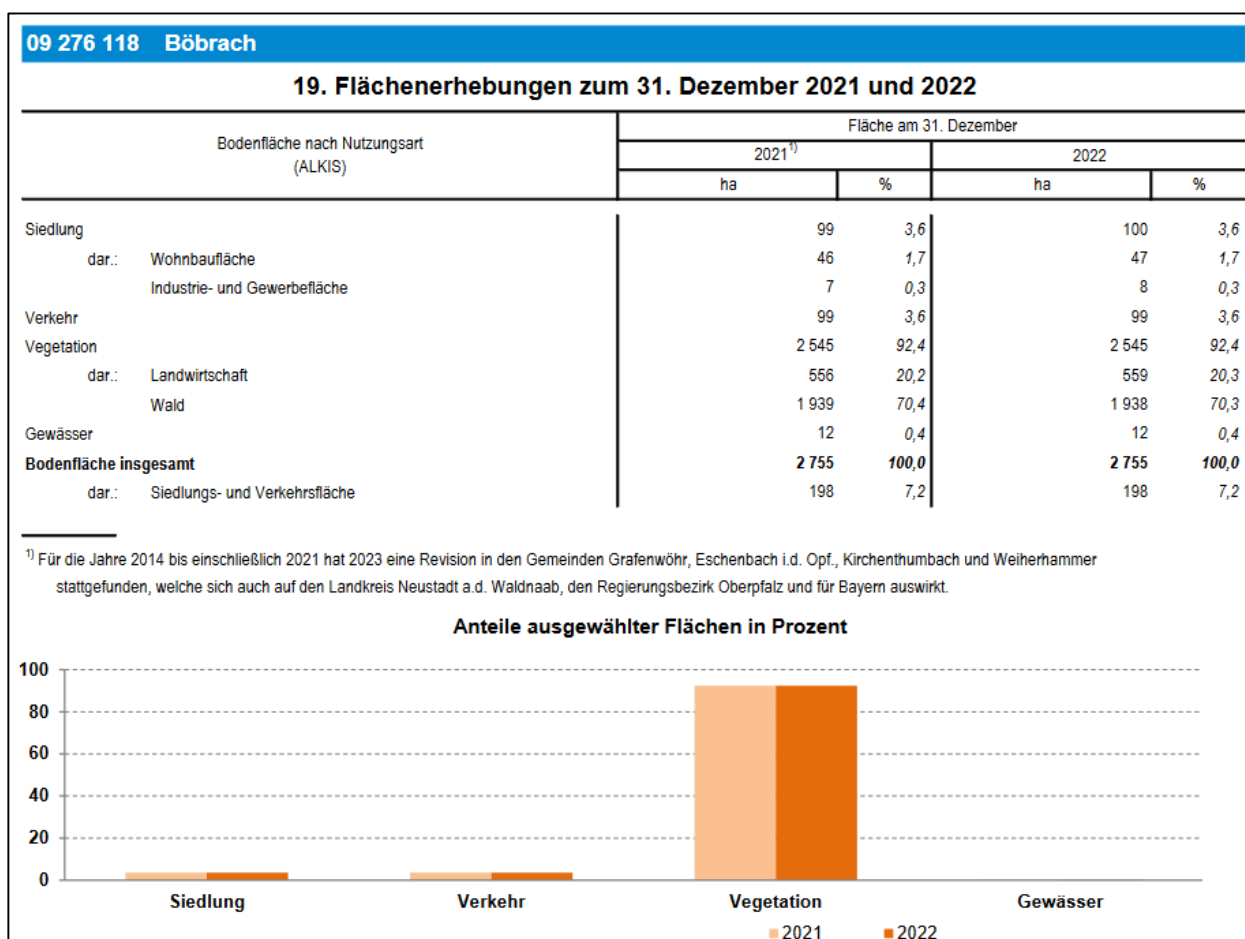 09 276 118 Böbrach
19. Flächenerhebungen zum 31. Dezember 2021 und 2022
Bodenfläche nach Nutzungsart
(ALKIS)
Fläche am 31. Dezember
2021¹⁾ 2022
ha % ha %
Siedlung 99 3,6 100 3,6
dar.: Wohnbaufläche 46 1,7 47 1,7
Industrie- und Gewerbefläche 7 0,3 8 0,3
Verkehr 99 3,6 99 3,6
Vegetation 2 545 92,4 2 545 92,4
dar.: Landwirtschaft 556 20,2 559 20,3
Wald 1 939 70,4 1 938 70,3
Gewässer 12 0,4 12 0,4
Bodenfläche insgesamt 2 755 100,0 2 755 100,0
dar.: Siedlungs- und Verkehrsfläche 198 7,2 198 7,2
¹⁾ Für die Jahre 2014 bis einschließlich 2021 hat 2023 eine Revision in den Gemeinden Grafenwöhr, Eschenbach i.d. Opf., Kirchenthumbach und Weiherhammer
stattgefunden, welche sich auch auf den Landkreis Neustadt a.d. Waldnaab, den Regierungsbezirk Oberpfalz und für Bayern auswirkt.
Anteile ausgewählter Flächen in Prozent
100
80
60
40
20
0
Siedlung Verkehr Vegetation Gewässer
2021 2022